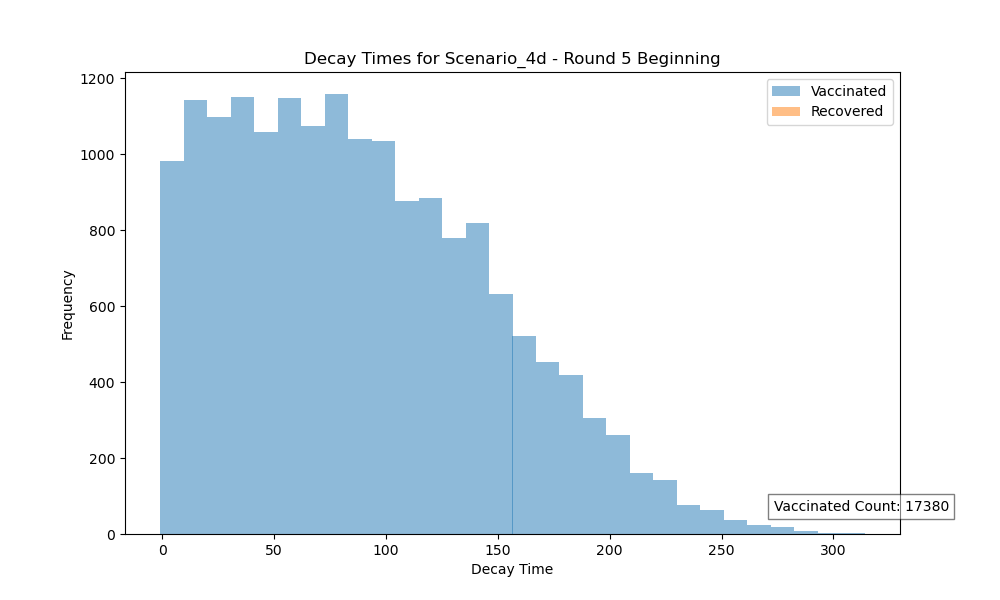 Decay Times for Scenario_4d - Round 5 Beginning
Vaccinated
Recovered
1200
1000
800
600
400
200
0
Frequency
Vaccinated Count: 17380
0 50 100 150 200 250 300
Decay Time